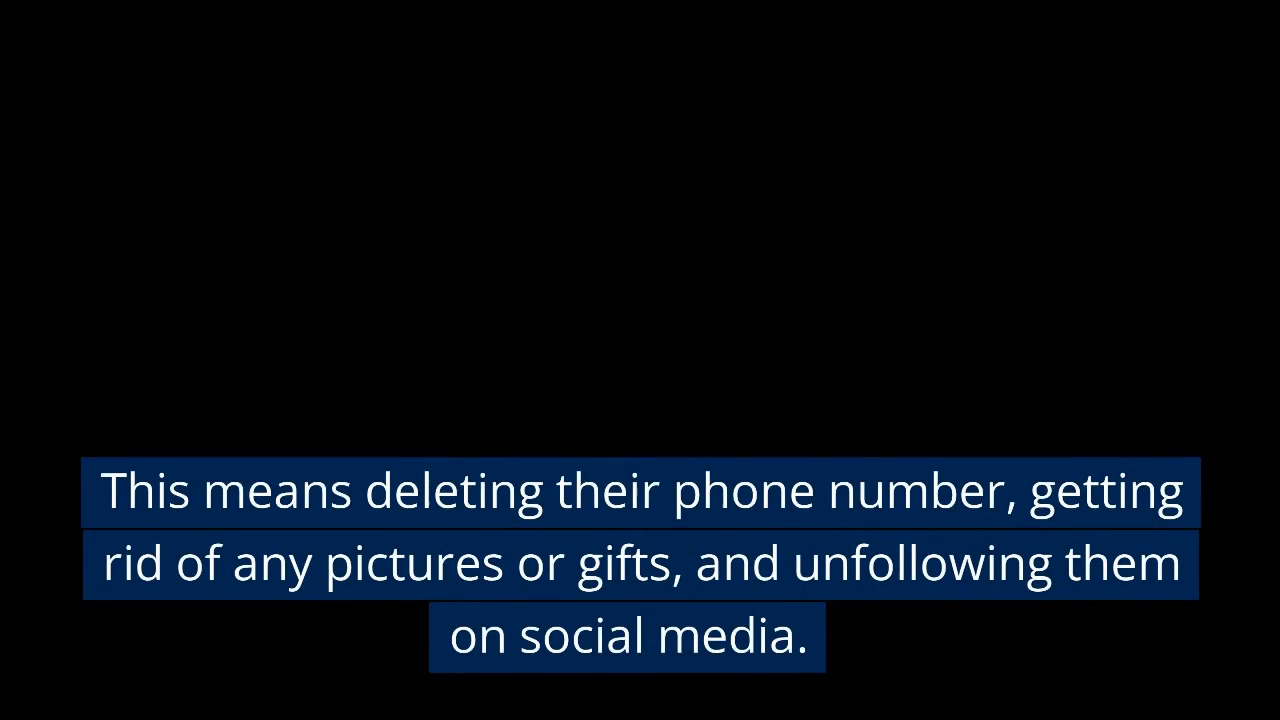 This means deleting their phone number, getting
rid of any pictures or gifts, and unfollowing them
on social media.